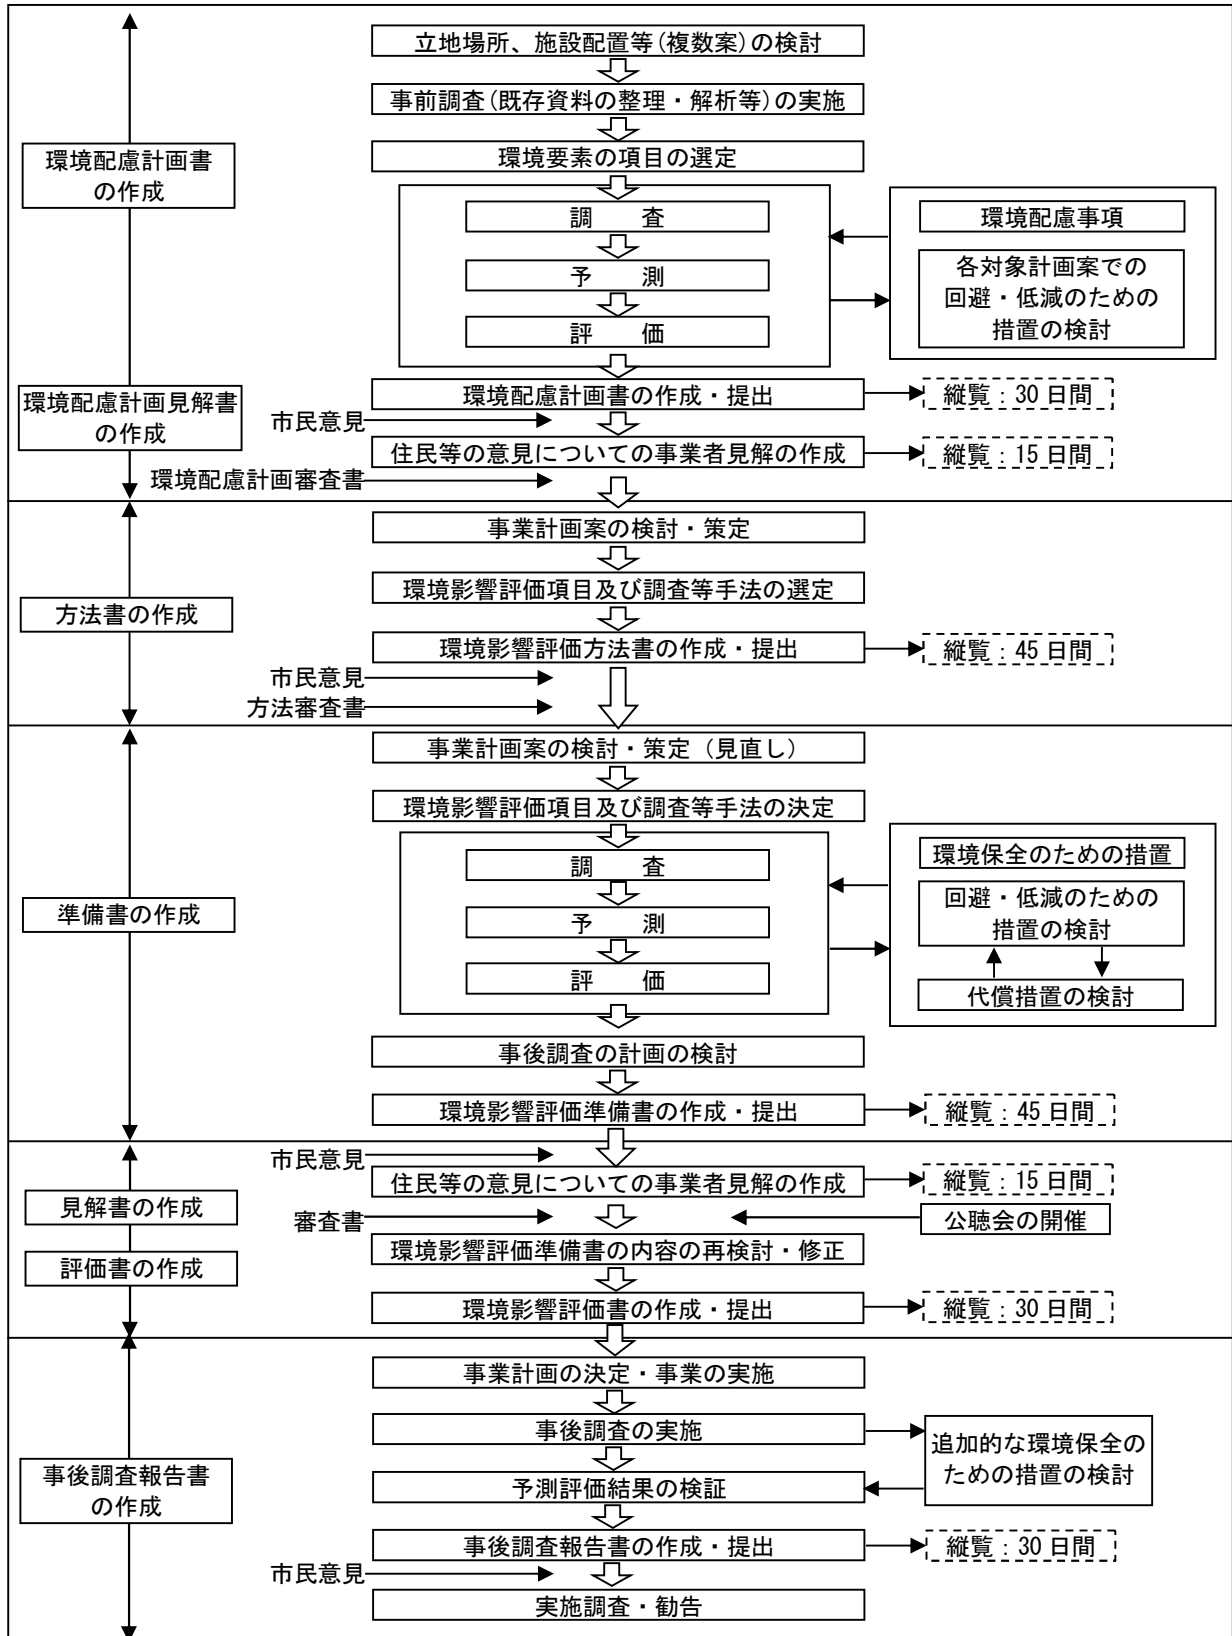 立地場所、施設配置等(複数案)の検討
事前調査(既存資料の整理・解析等)の実施
環境配慮計画書
の作成
環境要素の項目の選定
調　査
予　測
評　価
環境配慮事項
各対象計画案での
回避・低減のための
措置の検討
環境配慮計画見解書
の作成
環境配慮計画書の作成・提出
縦覧：30日間
市民意見
住民等の意見についての事業者見解の作成
縦覧：15日間
環境配慮計画審査書
事業計画案の検討・策定
環境影響評価項目及び調査等手法の選定
方法書の作成
環境影響評価方法書の作成・提出
縦覧：45日間
市民意見
方法審査書
事業計画案の検討・策定（見直し）
環境影響評価項目及び調査等手法の決定
準備書の作成
調　査
予　測
評　価
環境保全のための措置
回避・低減のための
措置の検討
代償措置の検討
事後調査の計画の検討
環境影響評価準備書の作成・提出
縦覧：45日間
市民意見
見解書の作成
住民等の意見についての事業者見解の作成
縦覧：15日間
審査書
公聴会の開催
評価書の作成
環境影響評価準備書の内容の再検討・修正
環境影響評価書の作成・提出
縦覧：30日間
事業計画の決定・事業の実施
事後調査の実施
追加的な環境保全の
ための措置の検討
事後調査報告書
の作成
予測評価結果の検証
事後調査報告書の作成・提出
縦覧：30日間
市民意見
実施調査・勧告